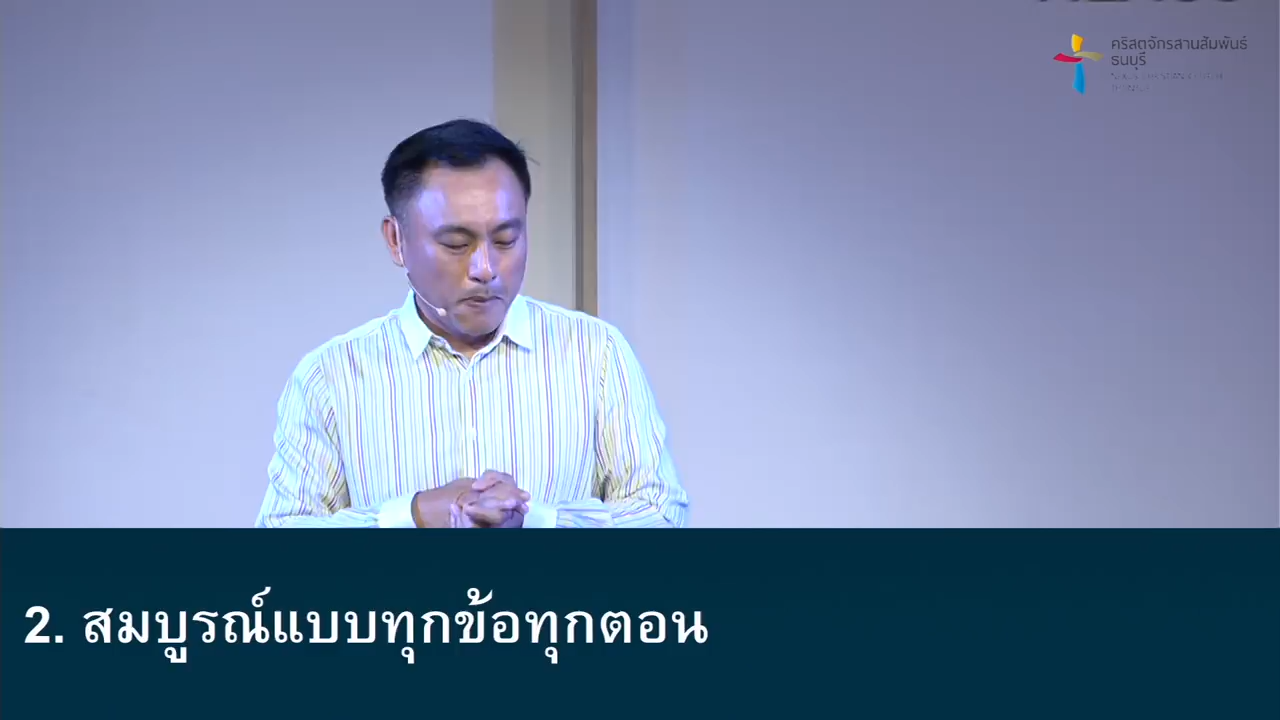 คริสตจักรสานสัมพันธ์
ธนบุรี
2. สมบูรณ์แบบทุกข้อทุกตอน